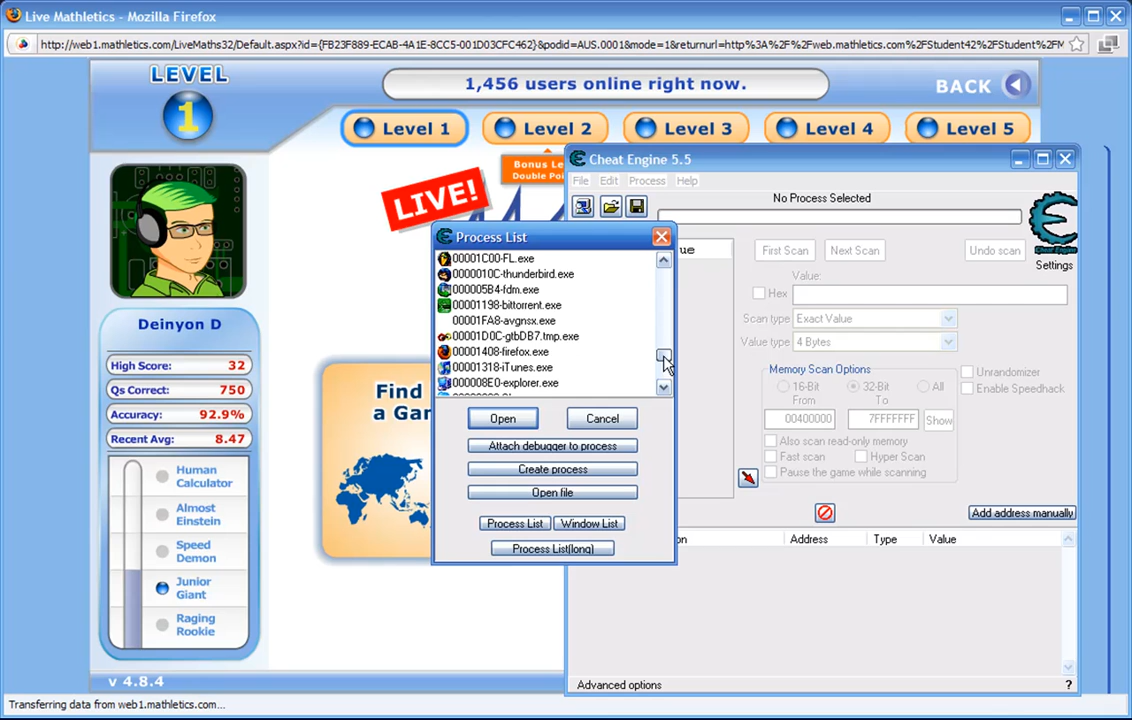 Live Mathletics - Mozilla Firefox
http://web1.mathletics.com/LiveMaths32/Default.aspx?id={FB23F889-ECAB-4A1E-8CC5-001D03CFC462}&podid=AUS.0001&mode=1&returnurl=http%3A%2F%2Fweb.mathletics.com%2FStudent42%2FStudent%2FM
LEVEL
1
1,456 users online right now.
BACK
Level 1
Level 2
Level 3
Level 4
Level 5
Bonus Le
Double Poi
LIVE!
Deinyon D
High Score: 32
Qs Correct: 750
Accuracy: 92.9%
Recent Avg: 8.47
Human
Calculator
Almost
Einstein
Speed
Demon
Junior
Giant
Raging
Rookie
v 4.8.4
Find
a Gar
Transferring data from web1.mathletics.com...
Cheat Engine 5.5
File Edit Process Help
No Process Selected
Settings
ue
First Scan
Next Scan
Undo scan
Value:
Hex
Scan type
Exact Value
Value type
4 Bytes
Memory Scan Options
16-Bit
32-Bit
All
From
To
00400000
7FFFFFFF
Show
Unrandomizer
Enable Speedhack
Also scan read-only memory
Fast scan
Hyper Scan
Pause the game while scanning
Add address manually
on
Address
Type
Value
Advanced options
?
Process List
00001C00-FL.exe
0000010C-thunderbird.exe
000005B4-fdm.exe
00001198-bittorrent.exe
00001FA8-avgnsx.exe
00001D0C-gtbDB7.tmp.exe
00001408-firefox.exe
00001318-iTunes.exe
000008E0-explorer.exe
Open
Cancel
Attach debugger to process
Create process
Open file
Process List
Window List
Process List(long)